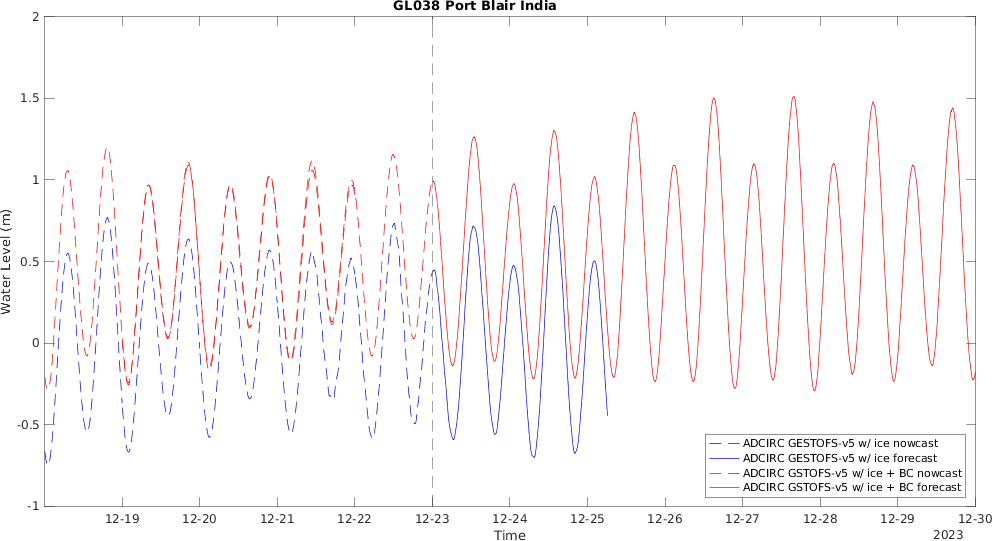 GL038 Port Blair India
2
1.5
1
0.5
0
-0.5
-1
Water Level (m)
12-19 12-20 12-21 12-22 12-23 12-24 12-25 12-26 12-27 12-28 12-29 12-30
Time
2023
ADCIRC GESTOFS-v5 w/ ice nowcast
ADCIRC GESTOFS-v5 w/ ice forecast
ADCIRC GSTOFS-v5 w/ ice + BC nowcast
ADCIRC GSTOFS-v5 w/ ice + BC forecast